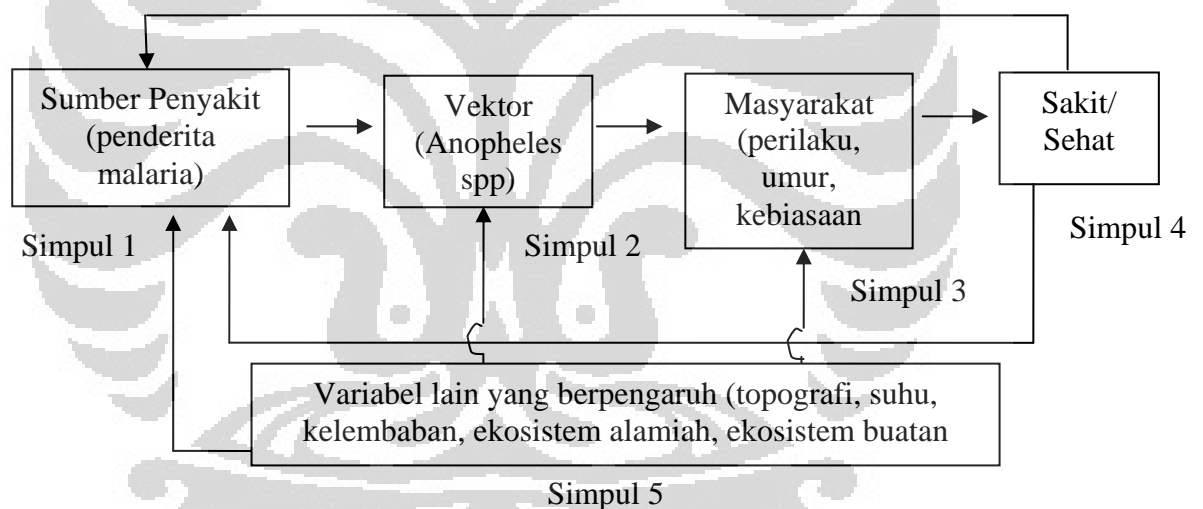 Sumber Penyakit
(penderita
malaria)
Vektor
(Anopheles
spp)
Masyarakat
(perilaku,
umur,
kebiasaan
Sakit/
Sehat
Simpul 1
Simpul 2
Simpul 3
Simpul 4
Variabel lain yang berpengaruh (topografi, suhu,
kelembaban, ekosistem alamiah, ekosistem buatan
Simpul 5